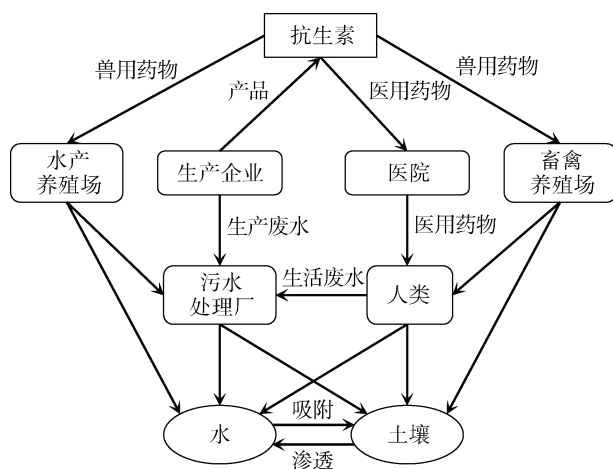 抗生素
兽用药物
产品
医用药物
兽用药物
水产
养殖场
生产企业
医院
畜禽
养殖场
生产废水
医用药物
污水
处理厂
生活废水
人类
水
吸附
土壤
渗透